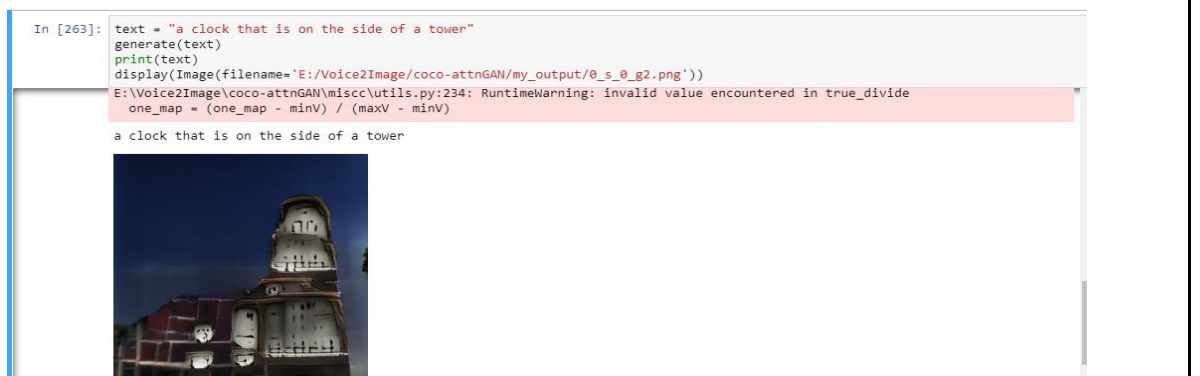 In [263]: text = "a clock that is on the side of a tower"
generate(text)
print(text)
display(Image(filename='E:/Voice2Image/coco-attnGAN/my_output/0_s_0_g2.png'))
E:\Voice2Image\coco-attnGAN\miscc\utils.py:234: RuntimeWarning: invalid value encountered in true_divide
one_map = (one_map - minV) / (maxV - minV)
a clock that is on the side of a tower